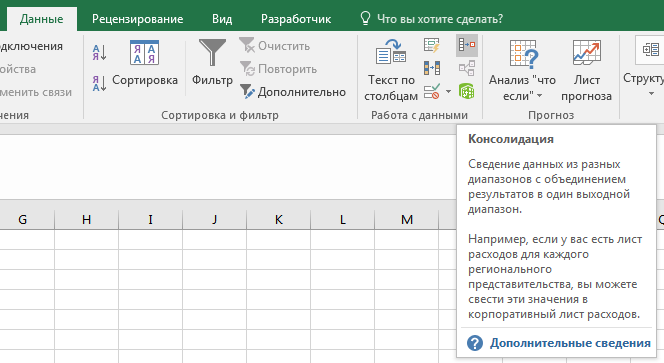 Данные Рецензирование Вид Разработчик Что вы хотите сделать?
одключения
ойства
менить связи
чения
А
Я
Я
А
Я А
А Я
Сортировка
Фильтр
Очистить
Повторить
Дополнительно
Сортировка и фильтр
Текст по
столбцам
Работа с данными
Анализ "что
если"
Лист
прогноза
Прогноз
Структу
Консолидация
Сведение данных из разных
диапазонов с объединением
результатов в один выходной
диапазон.
Например, если у вас есть лист
расходов для каждого
регионального
представительства, вы можете
свести эти значения в
корпоративный лист расходов.
Дополнительные сведения
G H I J K L M